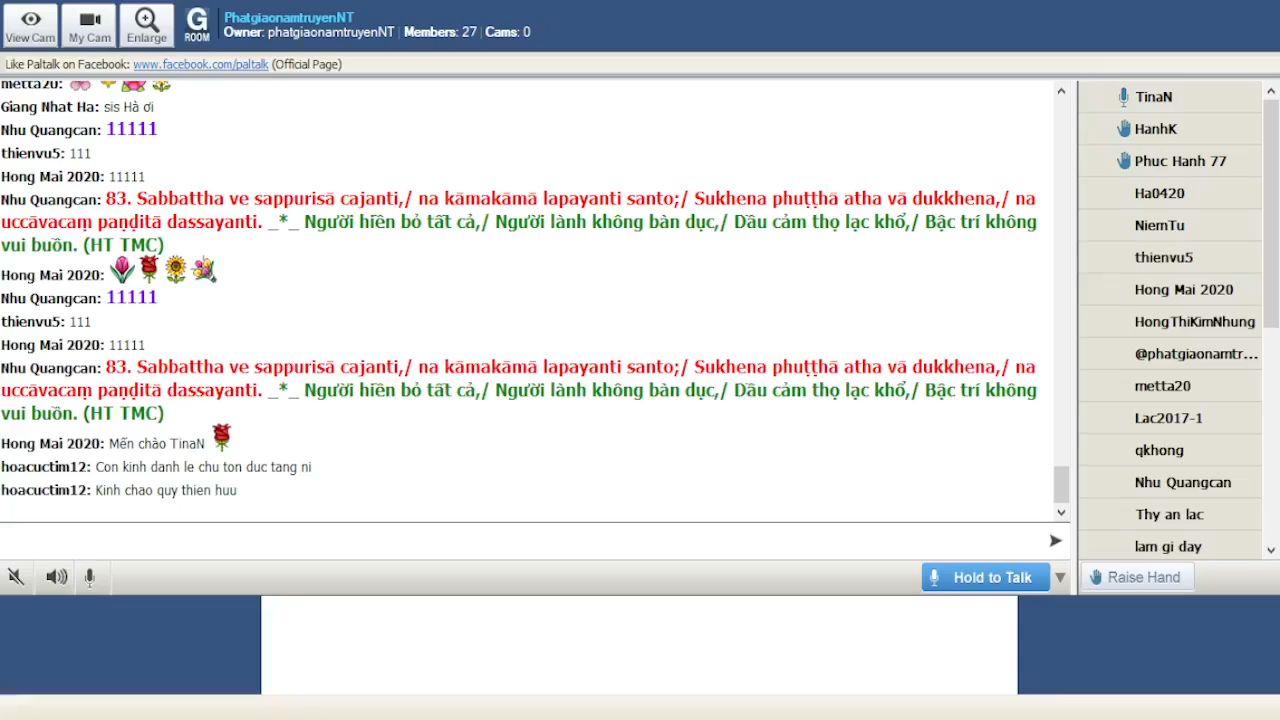 View Cam
My Cam
Enlarge
G
ROOM
PhatgiaonamtruyenNT
Owner: phatgiaonamtruyenNT | Members: 27 | Cams: 0
Like Paltalk on Facebook: www.facebook.com/paltalk (Official Page)
metta20:
Giang Nhat Ha: sis Hà ơi
Nhu Quangcan: 11111
thienvu5: 111
Hong Mai 2020: 11111
Nhu Quangcan: 83. Sabbattha ve sappurisā cajanti,/ na kāmakāmā lapayanti santo;/ Sukhena phuṭṭhā atha vā dukkhena,/ na
uccāvacaṃ paṇḍitā dassayanti. _*_ Người hiền bỏ tất cả,/ Người lành không bàn dục,/ Dầu cảm thọ lạc khổ,/ Bậc trí không
vui buồn. (HT TMC)
Hong Mai 2020:
Nhu Quangcan: 11111
thienvu5: 111
Hong Mai 2020: 11111
Nhu Quangcan: 83. Sabbattha ve sappurisā cajanti,/ na kāmakāmā lapayanti santo;/ Sukhena phuṭṭhā atha vā dukkhena,/ na
uccāvacaṃ paṇḍitā dassayanti. _*_ Người hiền bỏ tất cả,/ Người lành không bàn dục,/ Dầu cảm thọ lạc khổ,/ Bậc trí không
vui buồn. (HT TMC)
Hong Mai 2020: Mến chào TinaN
hoacuctim12: Con kinh danh le chu ton duc tang ni
hoacuctim12: Kinh chao quy thien huu
TinaN
HanhK
Phuc Hanh 77
Ha0420
NiemTu
thienvu5
Hong Mai 2020
HongThiKimNhung
@phatgiaonamtr...
metta20
Lac2017-1
qkhong
Nhu Quangcan
Thy an lac
lam gi day
Hold to Talk
Raise Hand